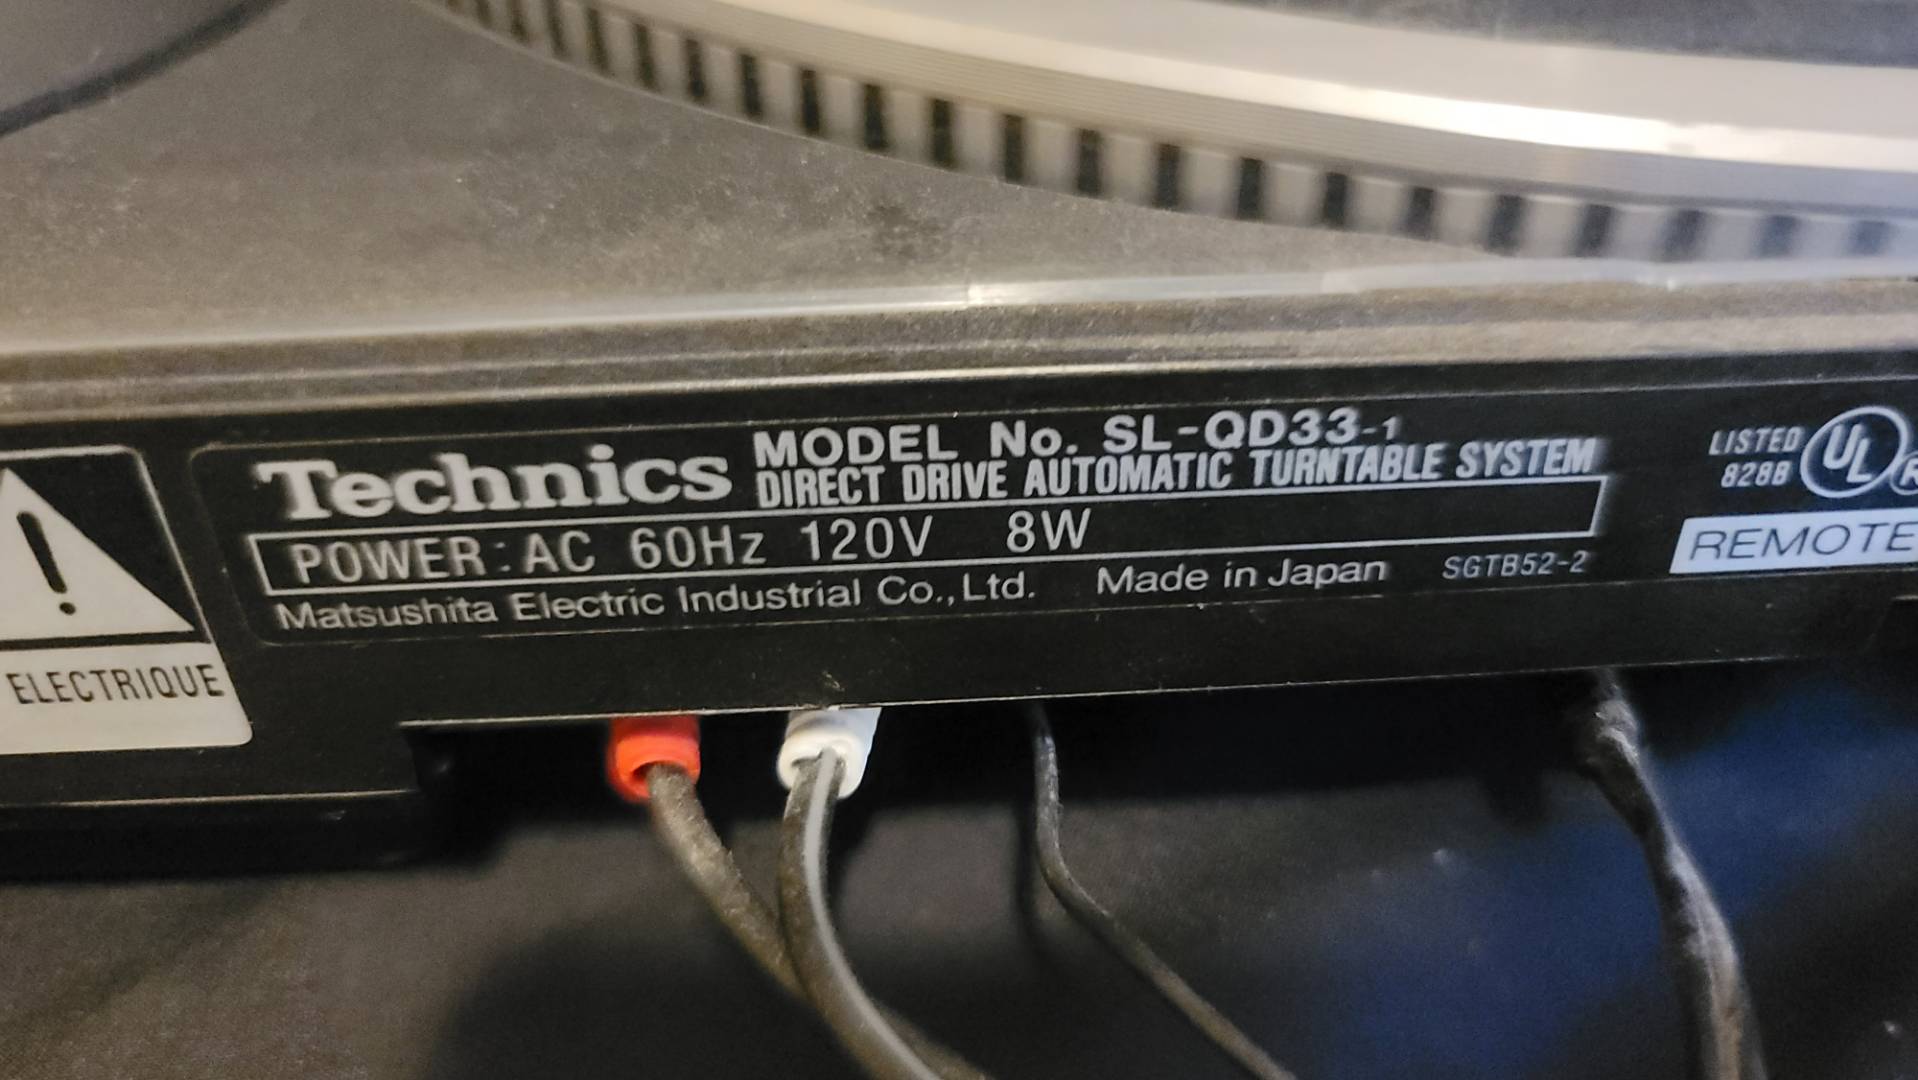 ELECTRIQUE
Technics
MODEL No. SL-QD33-1
DIRECT DRIVE AUTOMATIC TURNTABLE SYSTEM
POWER: AC 60Hz 120V 8W
Matsushita Electric Industrial Co., Ltd. Made in Japan SGTB52-2
LISTED
828B
UL
REMOTE